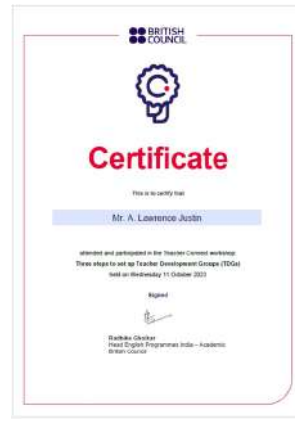 BRITISH
COUNCIL
Certificate
This is to certify that
Mr. A. Lawrence Justin
attended and participated in the Teacher Connect workshop
Three steps to set up Teacher Development Groups (TDGs)
held on Wednesday 11 October 2023
Signed
Radhika Gholkar
Head English Programmes India – Academic
British Council